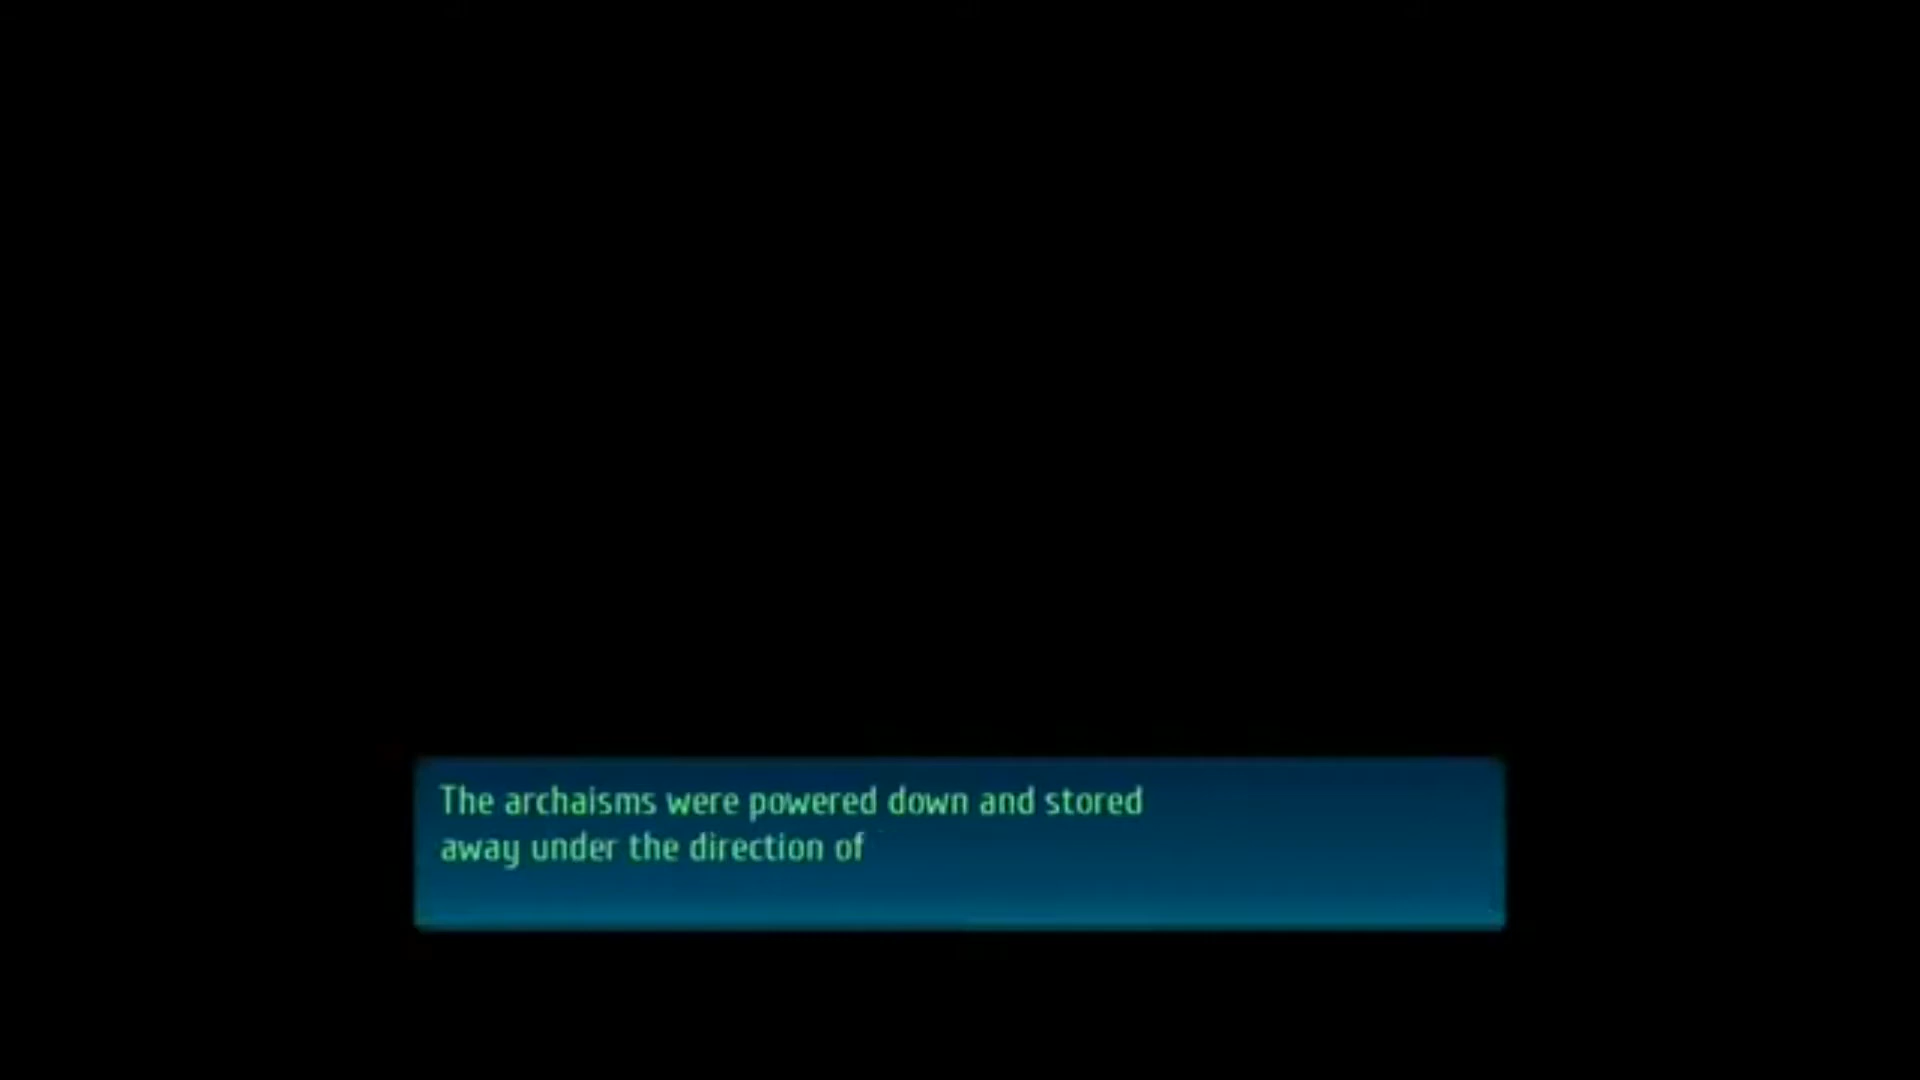 The archaisms were powered down and stored
away under the direction of